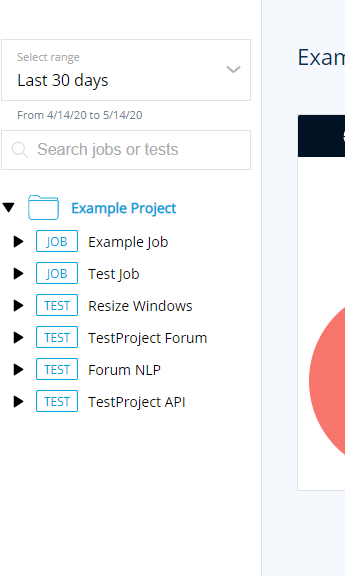 Select range
Last 30 days
From 4/14/20 to 5/14/20
Search jobs or tests
Example Project
JOB Example Job
JOB Test Job
TEST Resize Windows
TEST TestProject Forum
TEST Forum NLP
TEST TestProject API
Exam